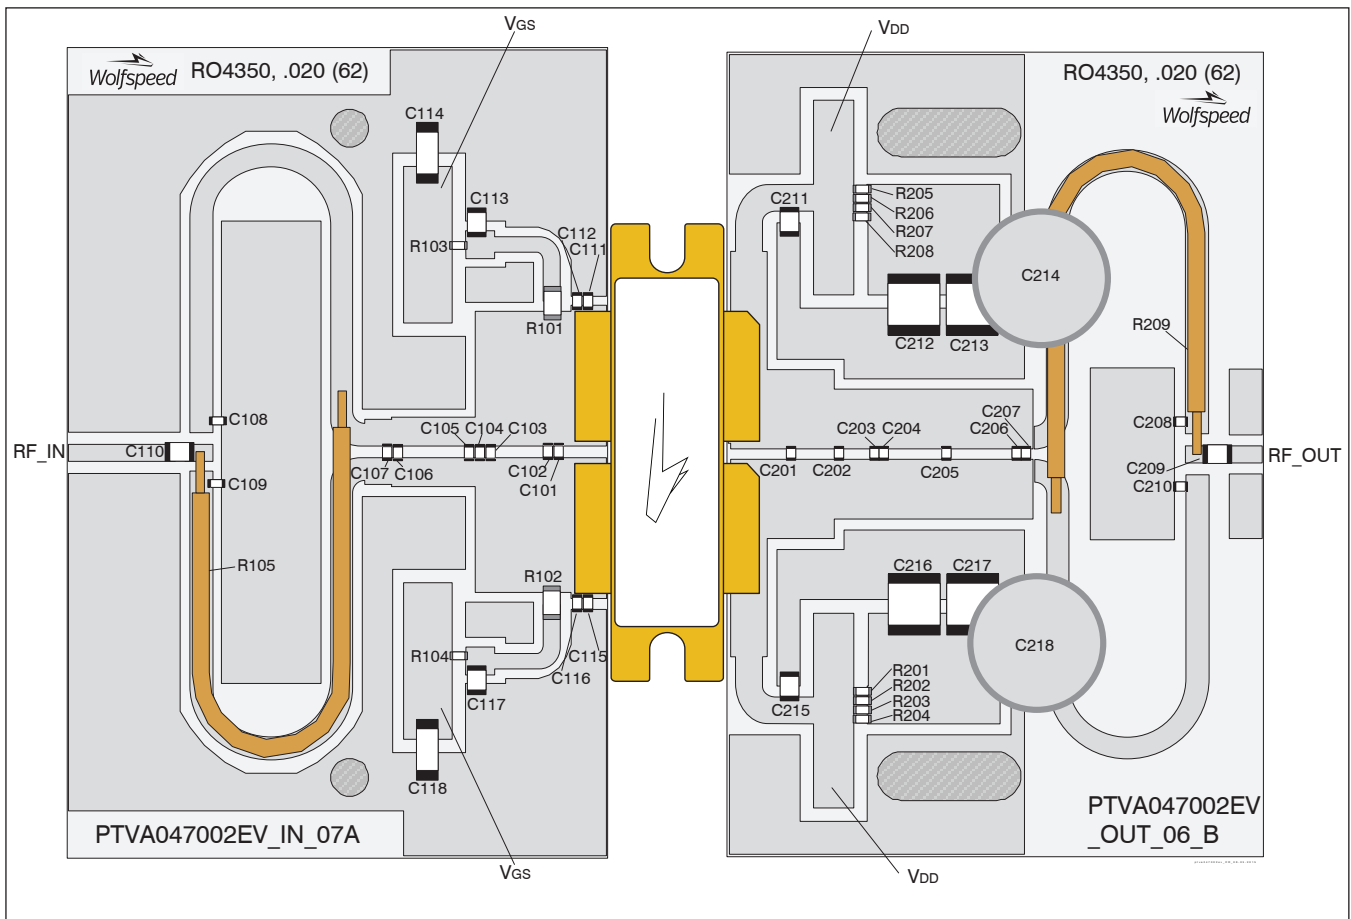 VGS
VDD
Wolfspeed
RO4350, .020 (62)
RO4350, .020 (62)
Wolfspeed
C114
C113
R103
C112
C111
R101
C211
R205
R206
R207
R208
C214
C212
C213
R209
C108
C105
C104
C103
C207
C203
C204
C206
C208
RF_IN
C110
RF_OUT
C107
C106
C102
C101
C201
C202
C205
C209
C210
C109
R105
R102
C216
C217
R104
C115
C116
C117
C218
R201
R202
R203
R204
C215
C118
PTVA047002EV_IN_07A
PTVA047002EV
_OUT_06_B
VGS
VDD